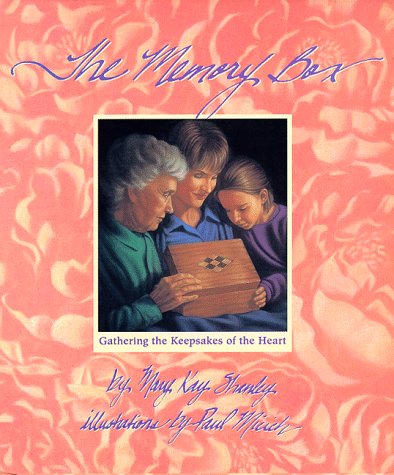 The Memory Box
Gathering the Keepsakes of the Heart
by Mary Kay Shanley
illustrations by Paul Micich